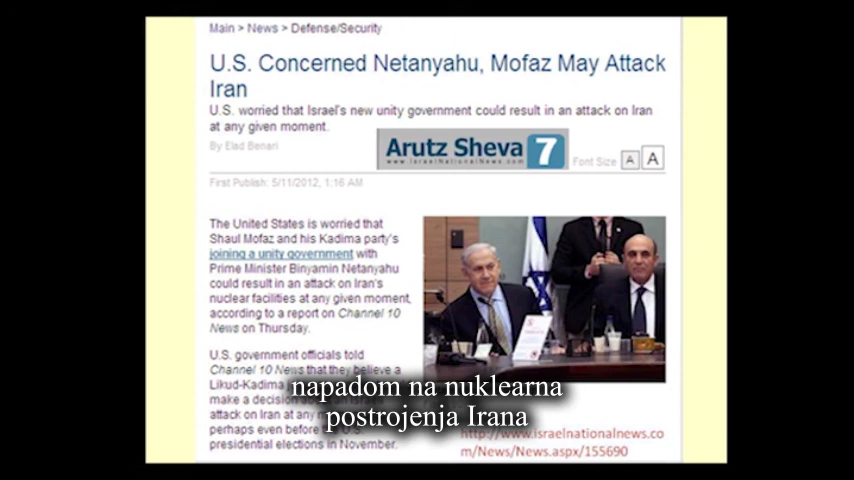 Main > News > Defense/Security
U.S. Concerned Netanyahu, Mofaz May Attack
Iran
U.S. worried that Israel's new unity government could result in an attack on Iran
at any given moment.
By Elad Benari
Arutz Sheva 7
www.IsraelNationalNews.com
Font Size A A
First Publish: 5/11/2012, 1:16 AM
The United States is worried that
Shaul Mofaz and his Kadima party's
joining a unity government with
Prime Minister Binyamin Netanyahu
could result in an attack on Iran's
nuclear facilities at any given moment,
according to a report on Channel 10
News on Thursday.
U.S. government officials told
Channel 10 News that they believe a
Likud-Kadima
make a decision
attack on Iran at any
perhaps even before the U.S.
presidential elections in November.
napadom na nuklearna
postrojenja Irana
http://www.israelnationalnews.co
m/News/News.aspx/155690